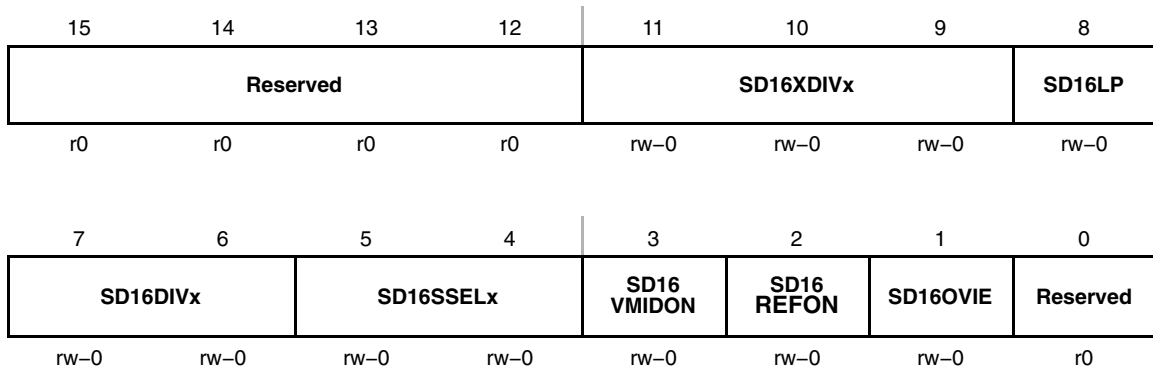 15 14 13 12 11 10 9 8
Reserved SD16XDIVx SD16LP
r0 r0 r0 r0 rw−0 rw−0 rw−0 rw−0
7 6 5 4 3 2 1 0
SD16DIVx SD16SSELx SD16 VMIDON SD16 REFON SD16OVIE Reserved
rw−0 rw−0 rw−0 rw−0 rw−0 rw−0 rw−0 r0